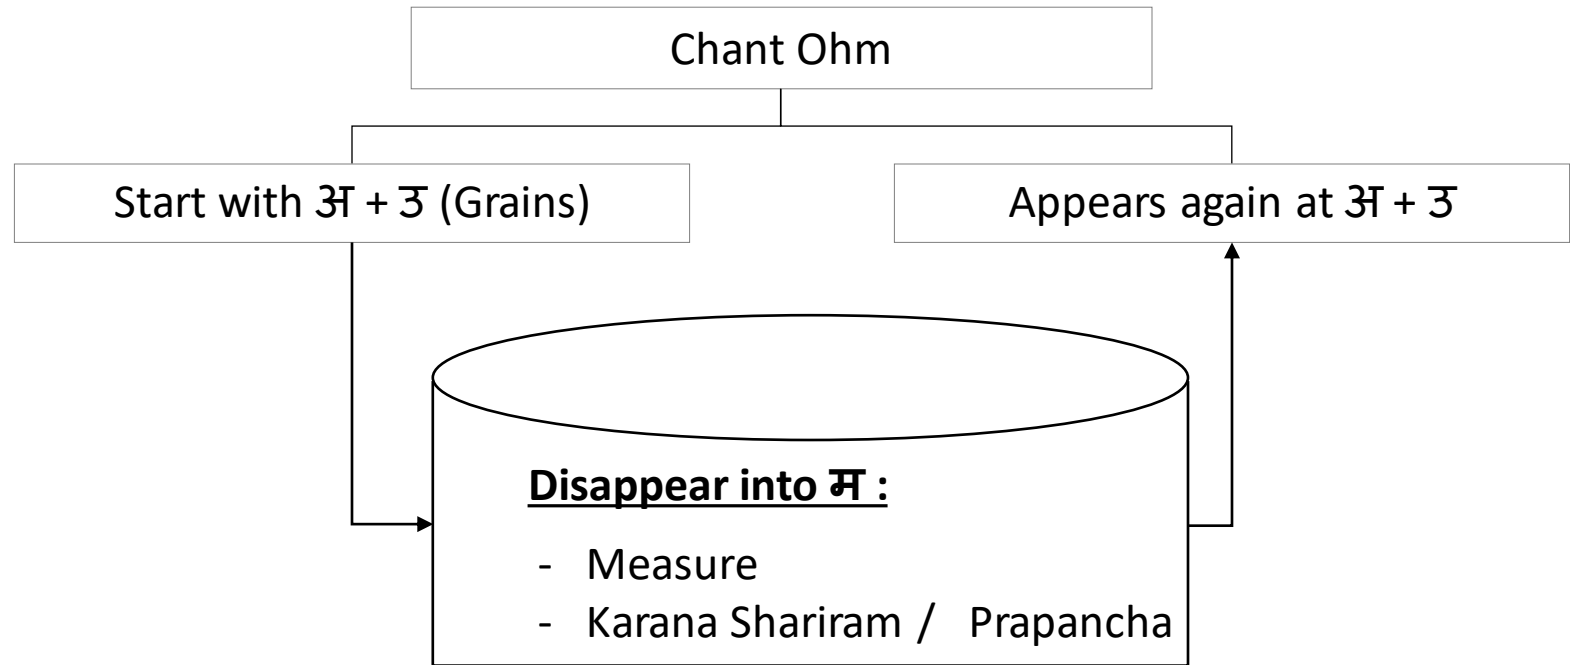 Chant Ohm
Start with अ + उ (Grains)
Appears again at अ + उ
Disappear into म :
- Measure
- Karana Shariram / Prapancha